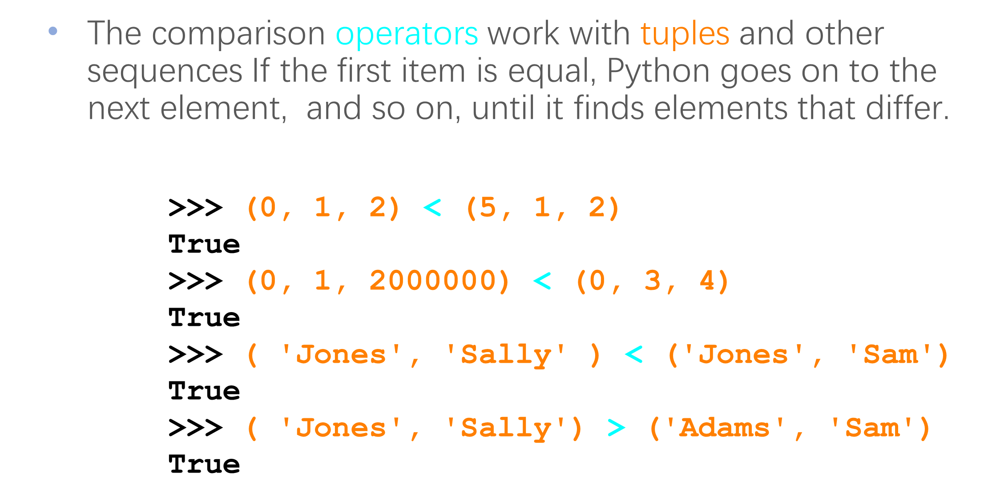 • The comparison operators work with tuples and other
sequences If the first item is equal, Python goes on to the
next element,  and so on, until it finds elements that differ.
>>> (0, 1, 2) < (5, 1, 2)
True
>>> (0, 1, 2000000) < (0, 3, 4)
True
>>> ( 'Jones', 'Sally' ) < ('Jones', 'Sam')
True
>>> ( 'Jones', 'Sally') > ('Adams', 'Sam')
True